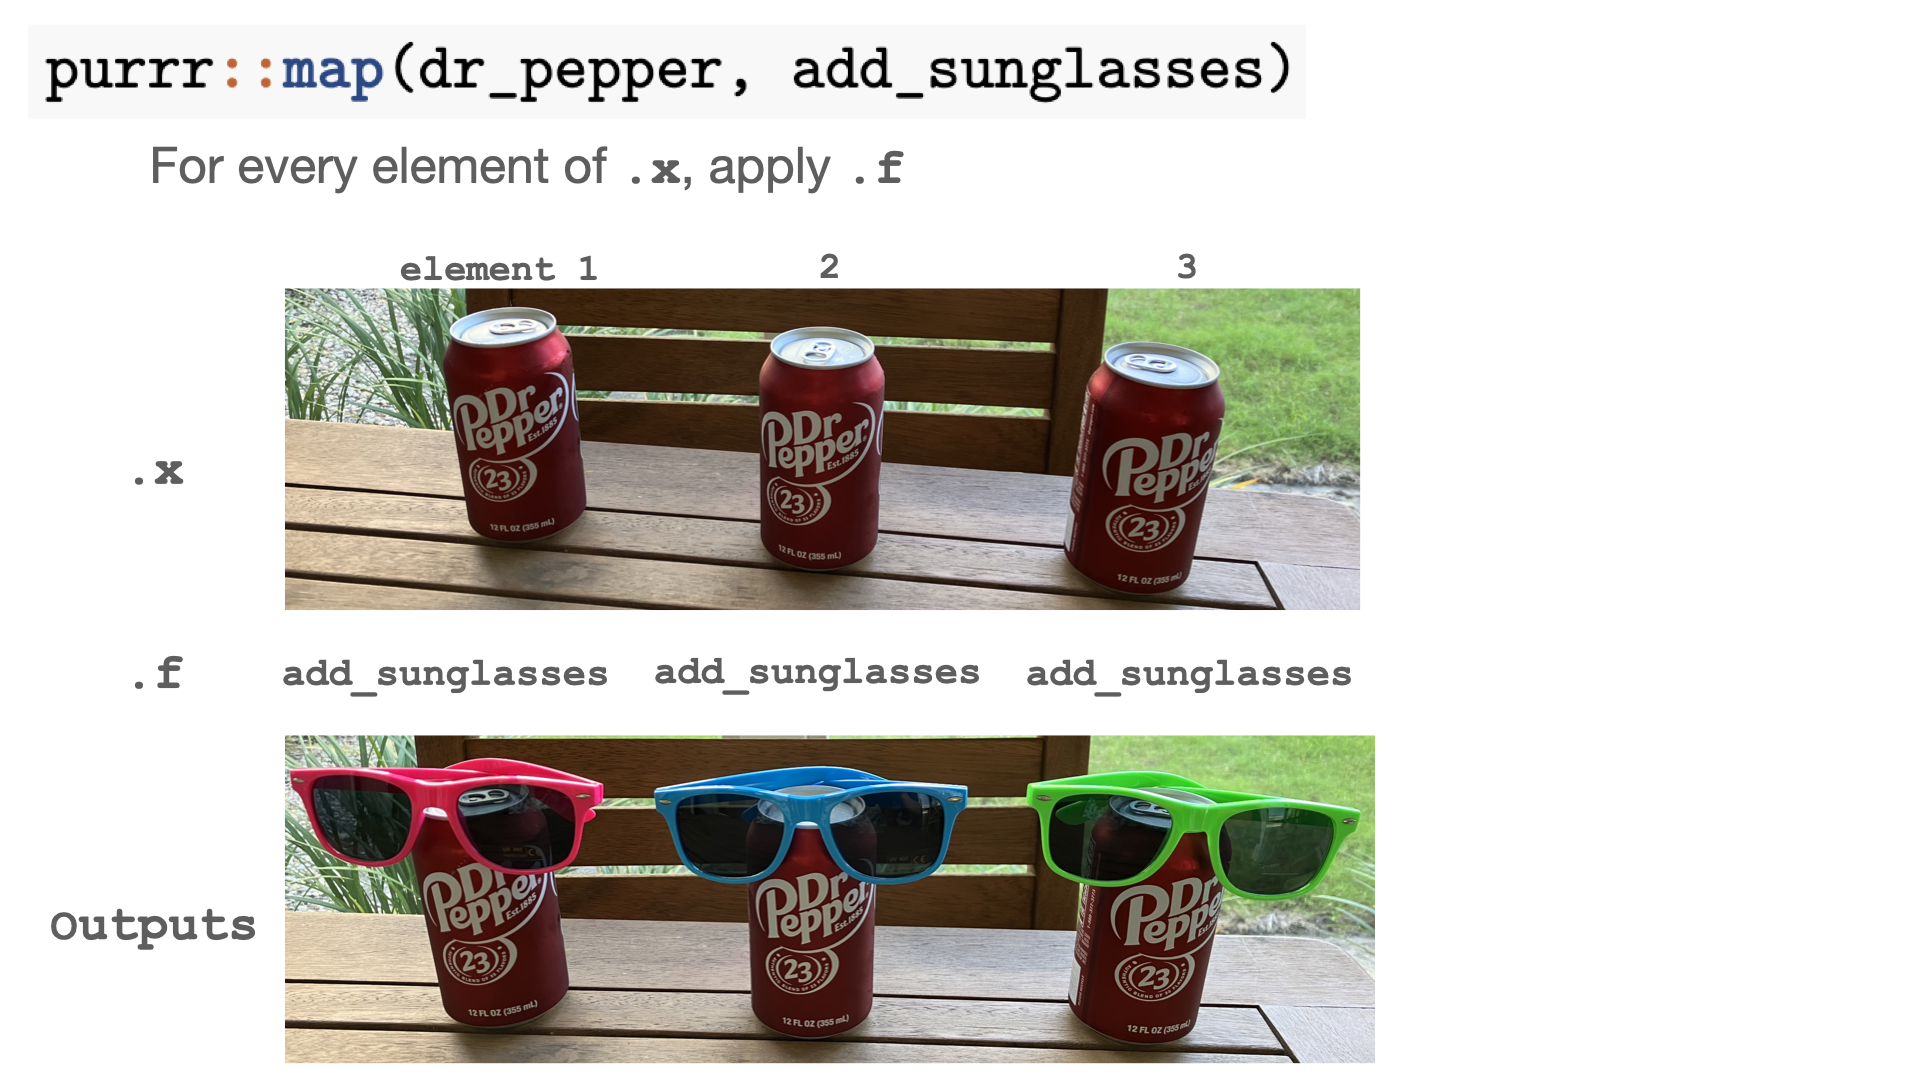 purrr::map(dr_pepper, add_sunglasses)
For every element of .x, apply .f
element 1 2 3
.x
Dr Pepper Est.1885 23 12 FL OZ (355 mL)
Dr Pepper Est.1885 23 12 FL OZ (355 mL)
Dr Pepper 23 12 FL OZ (355 mL)
.f add_sunglasses add_sunglasses add_sunglasses
Outputs
Dr Pepper Est.1885 23 12 FL OZ (355 mL)
Dr Pepper Est.1885 23 12 FL OZ (355 mL)
Dr Pepper 23 12 FL OZ (355 mL)